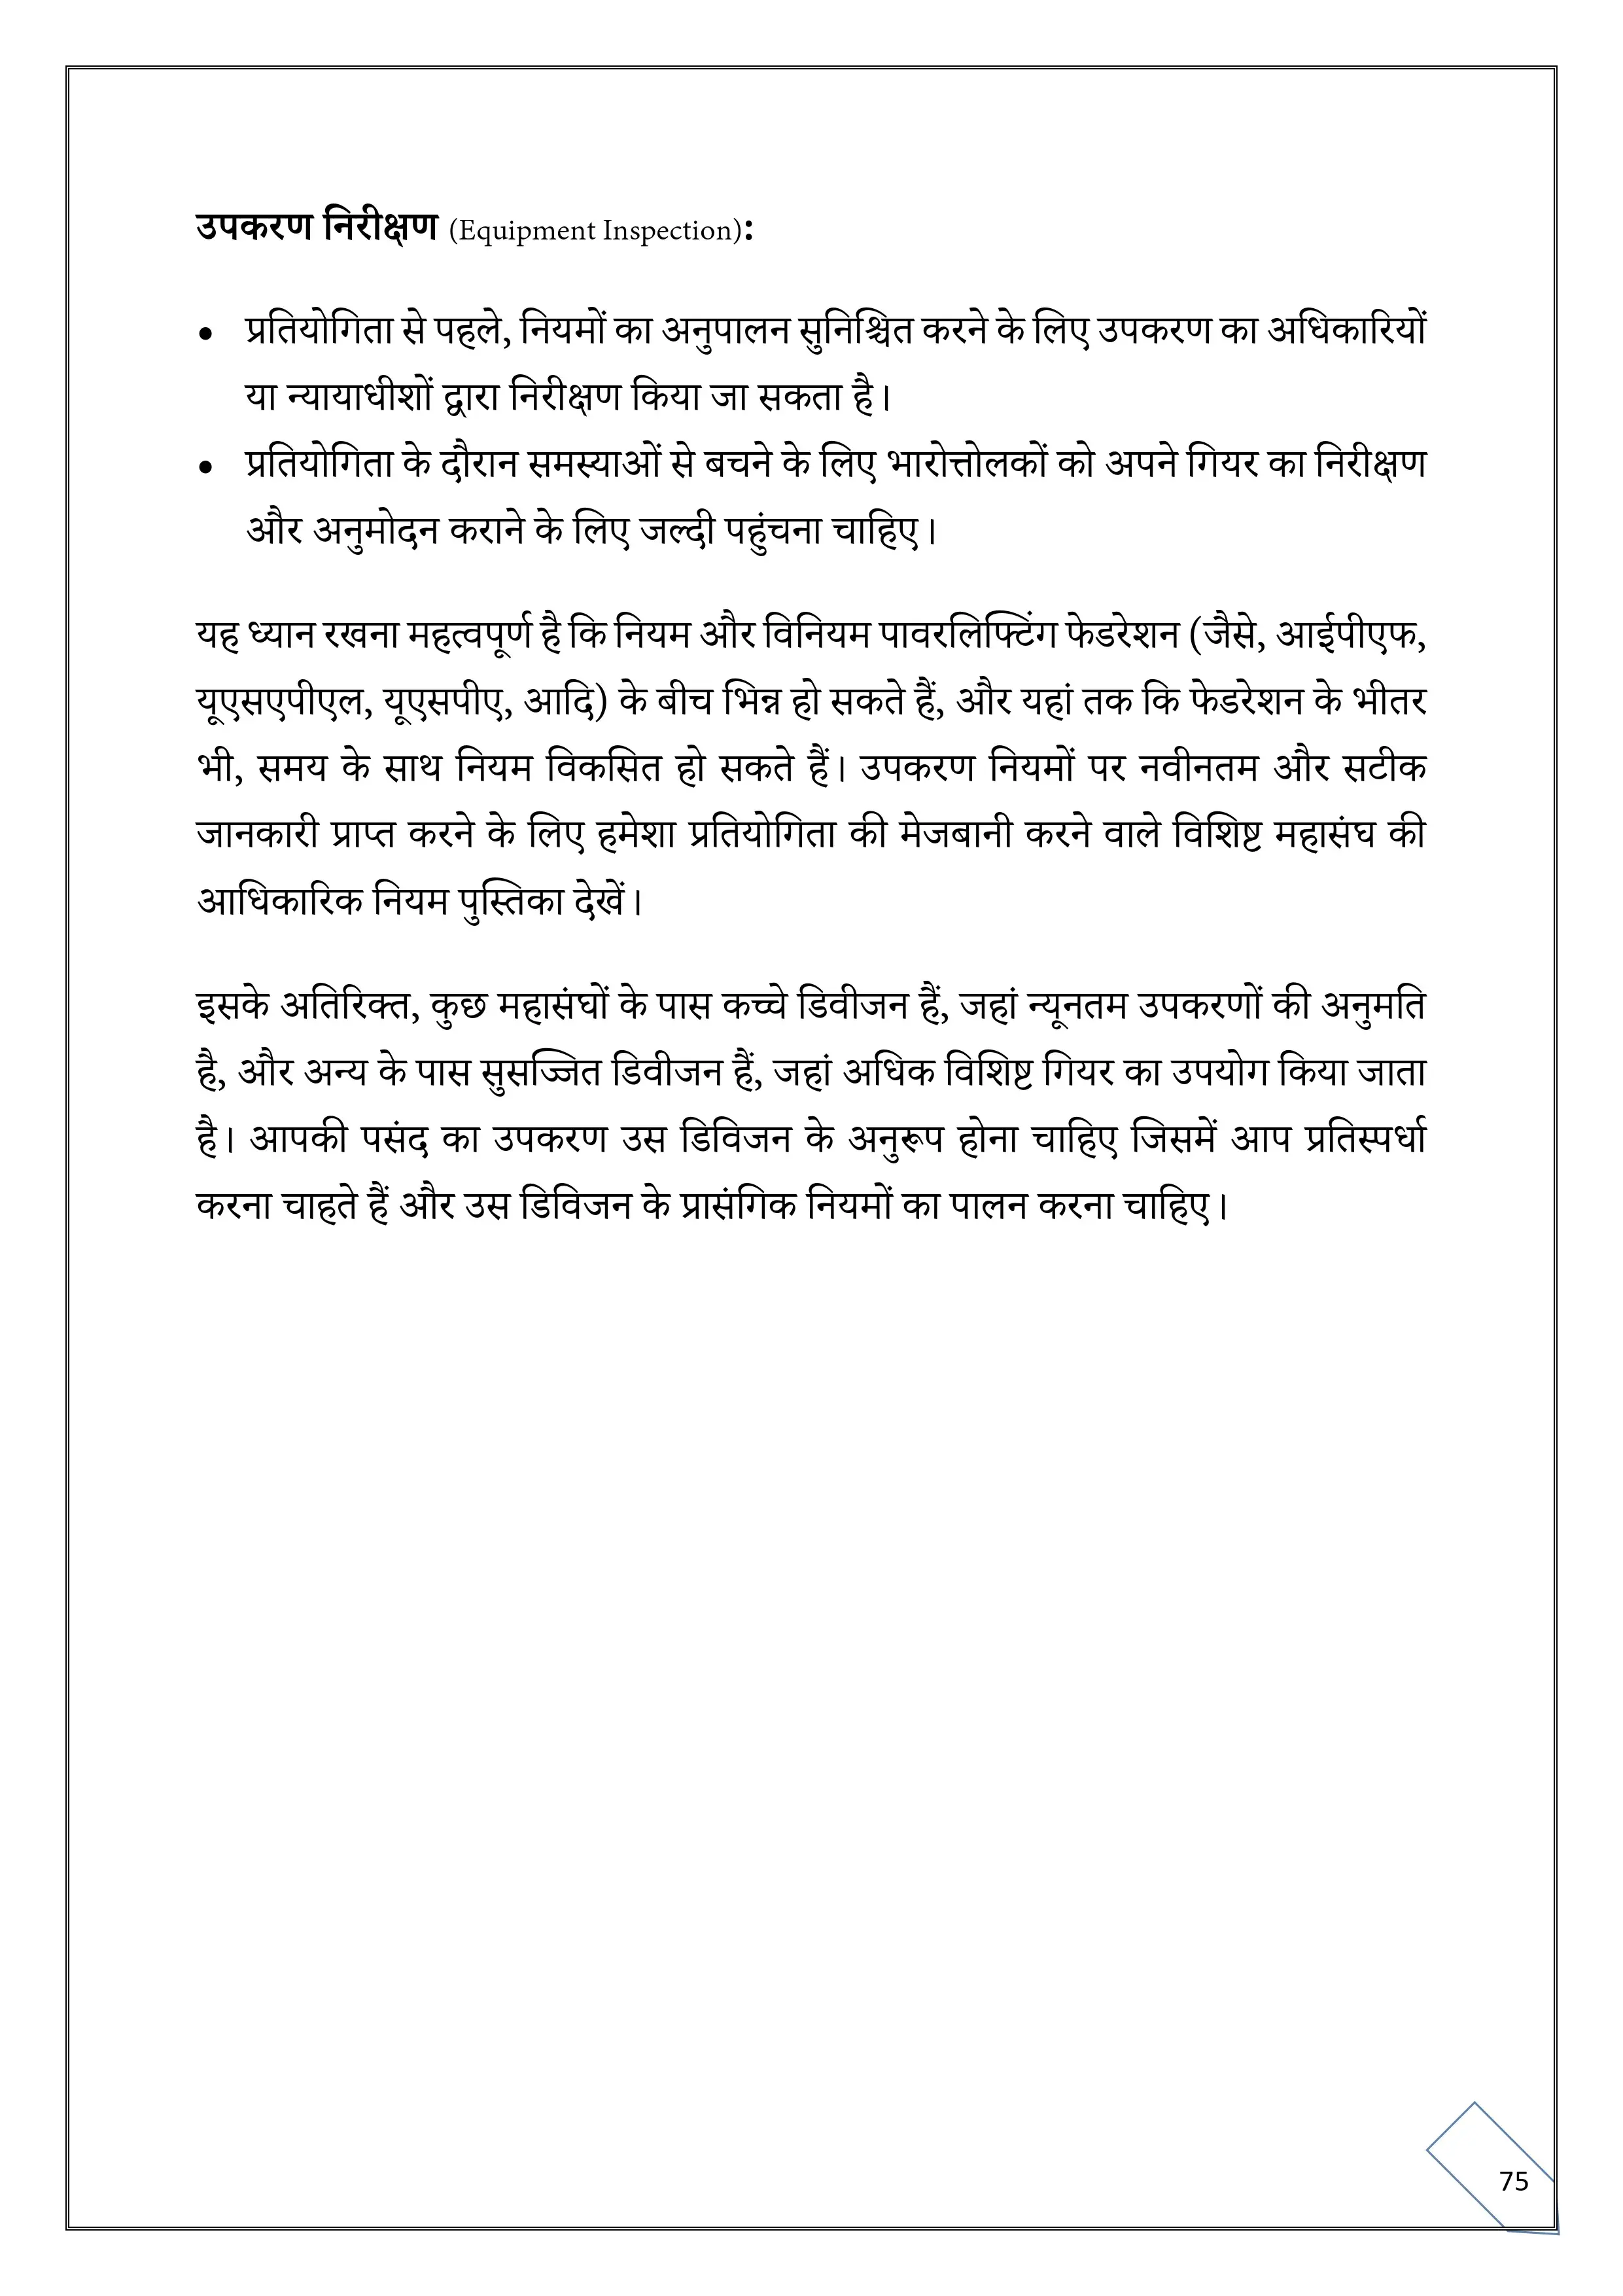 उपकरण निरीक्षण (Equipment Inspection):
• प्रतियोगिता से पहले, नियमों का अनुपालन सुनिश्चित करने के लिए उपकरण का अधिकारियों
या न्यायाधीशों द्वारा निरीक्षण किया जा सकता है।
• प्रतियोगिता के दौरान समस्याओं से बचने के लिए भारोत्तोलकों को अपने गियर का निरीक्षण
और अनुमोदन कराने के लिए जल्दी पहुंचना चाहिए।
यह ध्यान रखना महत्वपूर्ण है कि नियम और विनियम पावरलिफ्टिंग फेडरेशन (जैसे, आईपीएफ,
यूएसएपीएल, यूएसपीए, आदि) के बीच भिन्न हो सकते हैं, और यहां तक कि फेडरेशन के भीतर
भी, समय के साथ नियम विकसित हो सकते हैं। उपकरण नियमों पर नवीनतम और सटीक
जानकारी प्राप्त करने के लिए हमेशा प्रतियोगिता की मेजबानी करने वाले विशिष्ट महासंघ की
आधिकारिक नियम पुस्तिका देखें।
इसके अतिरिक्त, कुछ महासंघों के पास कच्चे डिवीजन हैं, जहां न्यूनतम उपकरणों की अनुमति
है, और अन्य के पास सुसज्जित डिवीजन हैं, जहां अधिक विशिष्ट गियर का उपयोग किया जाता
है। आपकी पसंद का उपकरण उस डिविजन के अनुरूप होना चाहिए जिसमें आप प्रतिस्पर्धा
करना चाहते हैं और उस डिविजन के प्रासंगिक नियमों का पालन करना चाहिए।
75